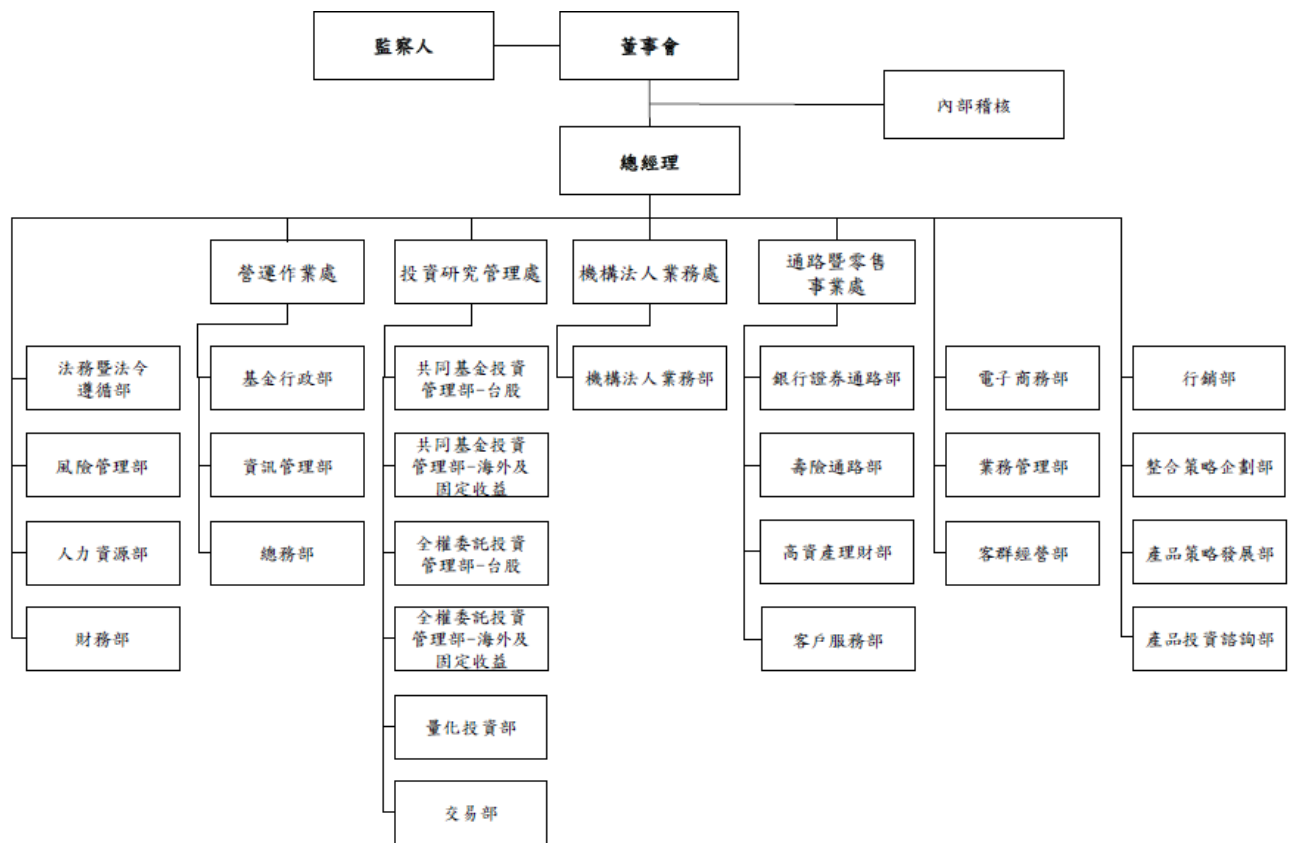 監察人
董事會
內部稽核
總經理
營運作業處
投資研究管理處
機構法人業務處
通路暨零售
事業處
法務暨法令
遵循部
風險管理部
人力資源部
財務部
基金行政部
資訊管理部
總務部
共同基金投資
管理部-台股
共同基金投資
管理部-海外及
固定收益
全權委託投資
管理部-台股
全權委託投資
管理部-海外及
固定收益
量化投資部
交易部
機構法人業務部
銀行證券通路部
壽險通路部
高資產理財部
客戶服務部
電子商務部
業務管理部
客群經營部
行銷部
整合策略企劃部
產品策略發展部
產品投資諮詢部